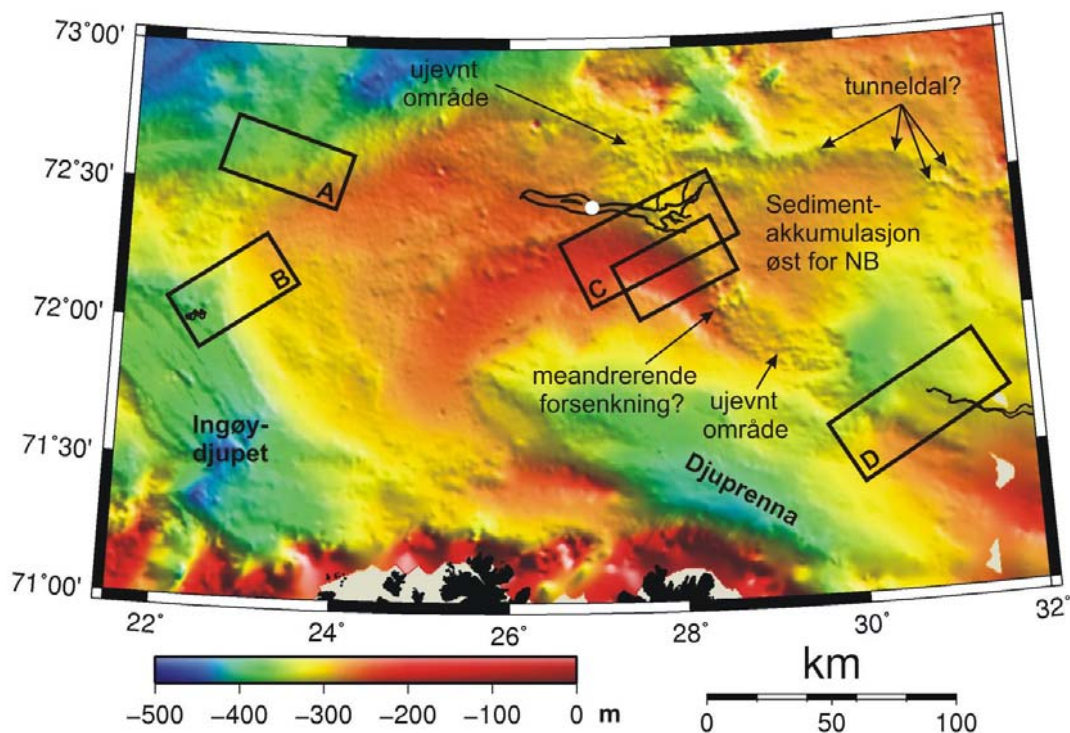 73˚00'
72˚30'
72˚00'
71˚30'
71˚00'
ujevnt
område
tunneldal?
A
B
C
D
Sediment-
akkumulasjon
øst for NB
meandrerende
forsenkning?
ujevnt
område
Ingøy-
djupet
Djuprenna
22˚
24˚
26˚
28˚
30˚
32˚
−500 −400 −300 −200 −100 0 m
km
0 50 100